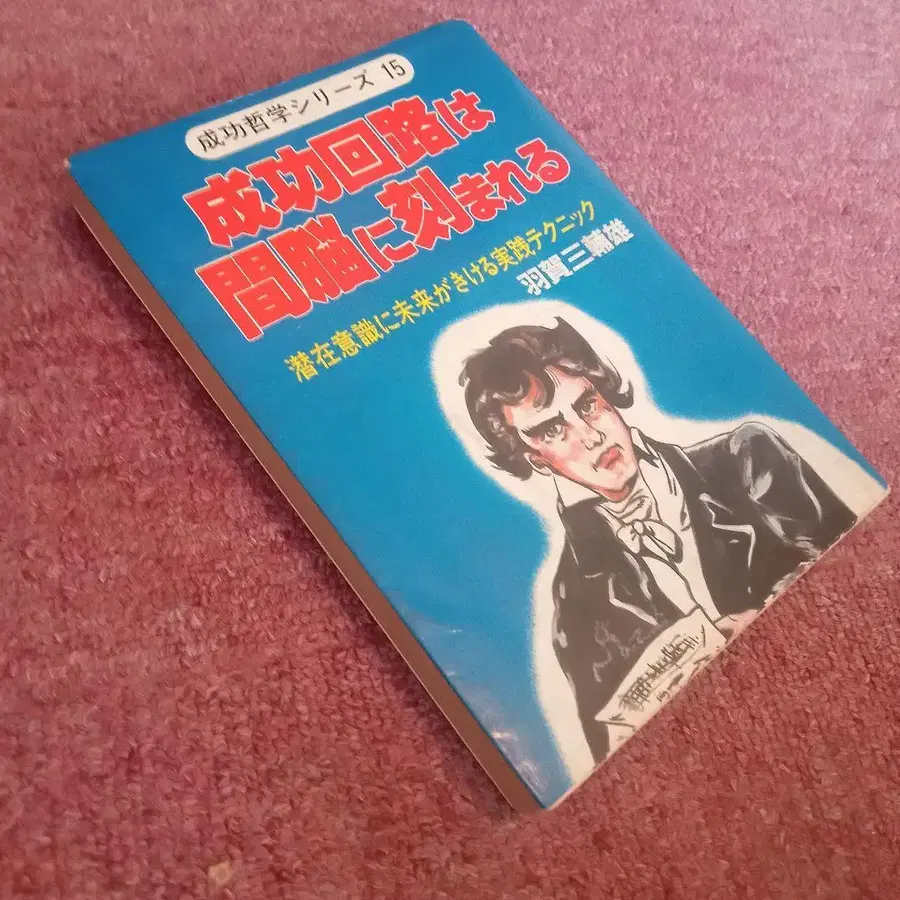 成功哲学シリーズ 15
成功回路は
間脳に刻まれる
潜在意識に未来がきける実践テクニック
羽賀三輔雄